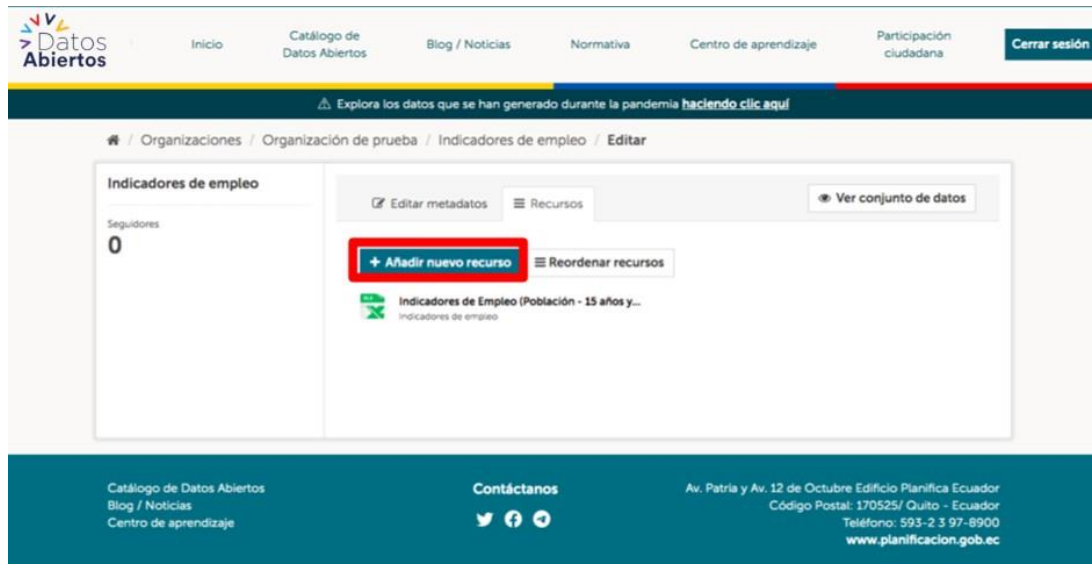 Datos
Abiertos
Inicio
Catálogo de
Datos Abiertos
Blog / Noticias
Normativa
Centro de aprendizaje
Participación
ciudadana
Cerrar sesión
Explora los datos que se han generado durante la pandemia haciendo clic aquí
/ Organizaciones / Organización de prueba / Indicadores de empleo / Editar
Indicadores de empleo
Seguidores
0
Editar metadatos
Recursos
Ver conjunto de datos
+ Añadir nuevo recurso
Reordenar recursos
XLS
Indicadores de Empleo (Población - 15 años y...
Indicadores de empleo
Catálogo de Datos Abiertos
Blog / Noticias
Centro de aprendizaje
Contáctanos
Av. Patria y Av. 12 de Octubre Edificio Planifica Ecuador
Código Postal: 170525/ Quito - Ecuador
Teléfono: 593-2 3 97-8900
www.planificacion.gob.ec